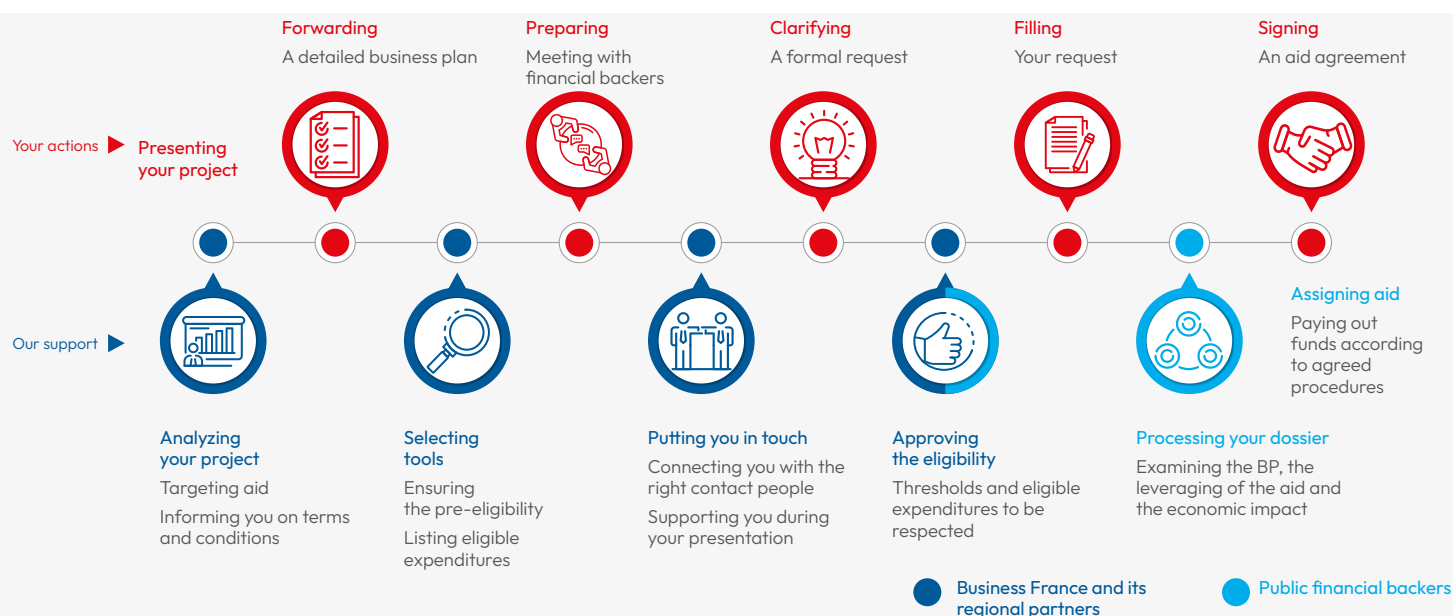 Forwarding
A detailed business plan
Preparing
Meeting with
financial backers
Clarifying
A formal request
Filling
Your request
Signing
An aid agreement
Your actions
Presenting
your project
Our support
Analyzing
your project
Targeting aid
Informing you on terms
and conditions
Selecting
tools
Ensuring
the pre-eligibility
Listing eligible
expenditures
Putting you in touch
Connecting you with the
right contact people
Supporting you during
your presentation
Approving
the eligibility
Thresholds and eligible
expenditures to be
respected
Processing your dossier
Examining the BP, the
leveraging of the aid and
the economic impact
Assigning aid
Paying out
funds according
to agreed
procedures
Business France and its
regional partners
Public financial backers